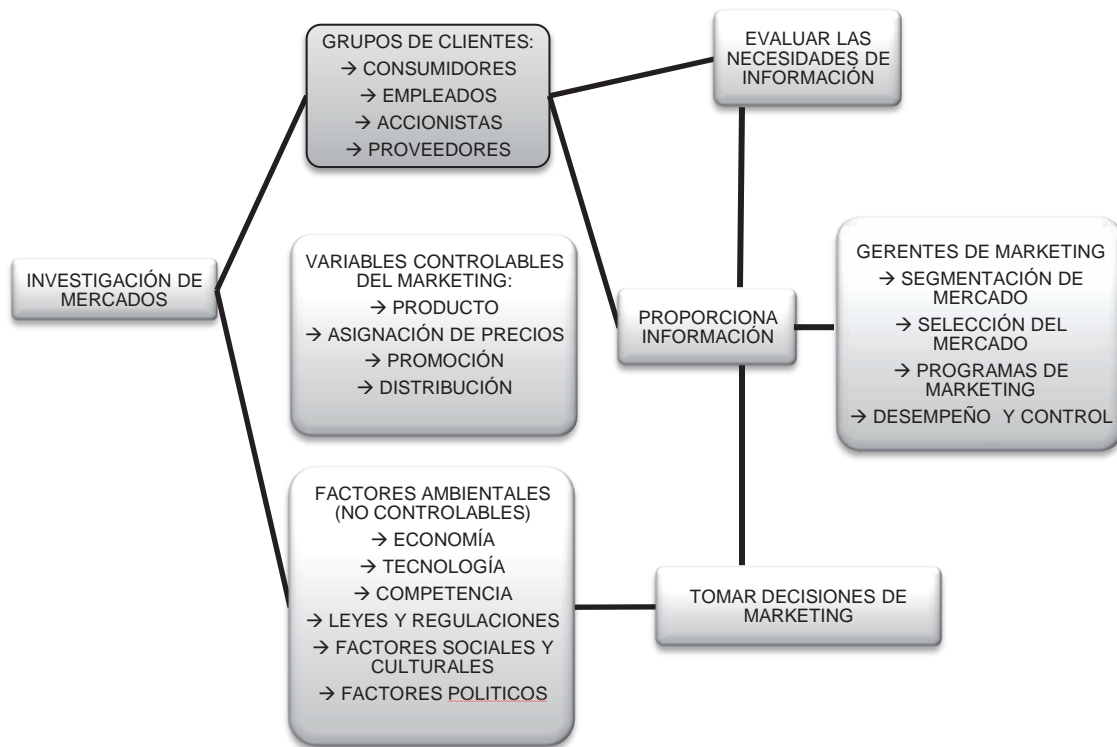 INVESTIGACIÓN DE
MERCADOS
GRUPOS DE CLIENTES:
→ CONSUMIDORES
→ EMPLEADOS
→ ACCIONISTAS
→ PROVEEDORES
VARIABLES CONTROLABLES
DEL MARKETING:
→ PRODUCTO
→ ASIGNACIÓN DE PRECIOS
→ PROMOCIÓN
→ DISTRIBUCIÓN
FACTORES AMBIENTALES
(NO CONTROLABLES)
→ ECONOMÍA
→ TECNOLOGÍA
→ COMPETENCIA
→ LEYES Y REGULACIONES
→ FACTORES SOCIALES Y
CULTURALES
→ FACTORES POLITICOS
EVALUAR LAS
NECESIDADES DE
INFORMACIÓN
PROPORCIONA
INFORMACIÓN
TOMAR DECISIONES DE
MARKETING
GERENTES DE MARKETING
→ SEGMENTACIÓN DE
MERCADO
→ SELECCIÓN DEL
MERCADO
→ PROGRAMAS DE
MARKETING
→ DESEMPEÑO Y CONTROL